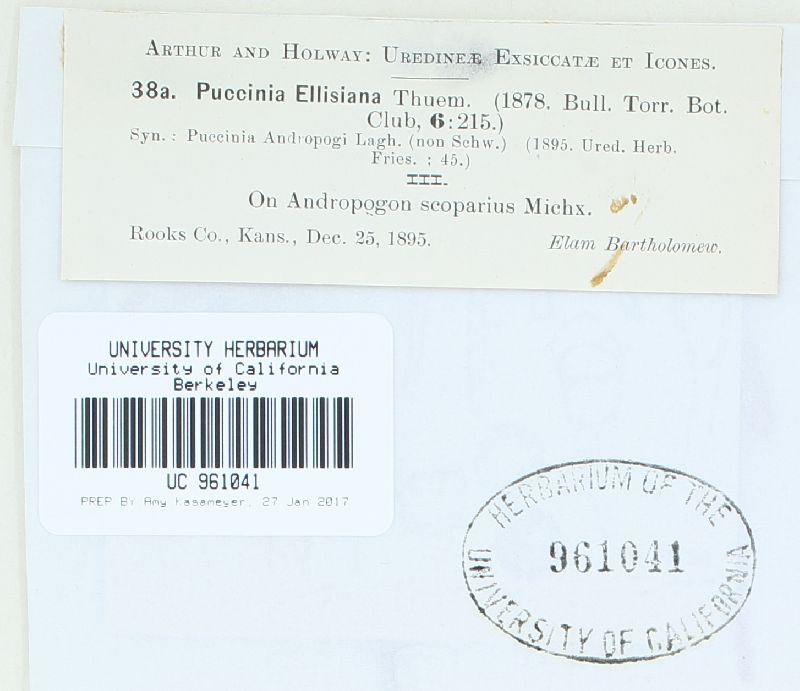 ARTHUR AND HOLWAY: UREDINEÆ EXSICCATÆ ET ICONES.
38a. Puccinia Ellisiana Thuem. (1878. Bull. Torr. Bot.
Club, 6:215.)
Syn.: Puccinia Andropogi Lagh. (non Schw.) (1895. Ured. Herb.
Fries. : 45.)
III.
On Andropogon scoparius Michx.
Rooks Co., Kans., Dec. 25, 1895. Elam Bartholomew.
UNIVERSITY HERBARIUM
University of California
Berkeley
UC 961041
PREP BY Amy Kasameyer, 27 Jan 2017
HERBARIUM OF THE
961041
UNIVERSITY OF CALIFORNIA